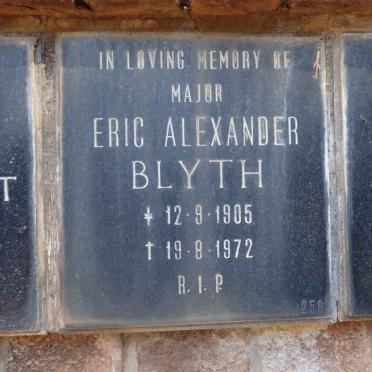 IN LOVING MEMORY OF
MAJOR
ERIC ALEXANDER
BLYTH
* 12·9·1905
† 19·8·1972
R.I.P
250
T